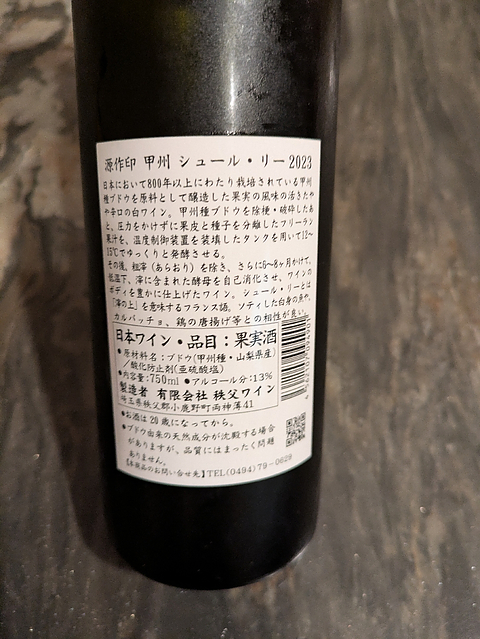 源作印 甲州 シュール・リー2023
日本において800年以上にわたり栽培されている甲州
種ブドウを原料として醸造した果実の風味の活きたや
や辛口の白ワイン。甲州種ブドウを除梗・破砕したあ
と、圧力をかけずに果皮と種子を分離したフリーラン
果汁を、温度制御装置を装填したタンクを用いて12〜
15℃でゆっくりと発酵させる。
その後、粗滓(あらおり)を除き、さらに6〜8ヶ月かけて、
低温下、滓に含まれた酵母を自己消化させ、ワインの
ボディを豊かに仕上げたワイン。シュール・リーとは
「滓の上」を意味するフランス語。ソティした白身の魚や、
カルパッチョ、鶏の唐揚げ等との相性が良い。
日本ワイン・品目:果実酒
●原材料名:ブドウ(甲州種・山梨県産)
/酸化防止剤(亜硫酸塩)
●内容量:750ml ●アルコール分:13%
製造者 有限会社 秩父ワイン
埼玉県秩父郡小鹿野町両神薄41
●お酒は20歳になってから。
●ブドウ由来の天然成分が沈殿する場合
がありますが、品質にはまったく問題
ありません。
【本商品のお問い合せ先】TEL(0494)79-0629